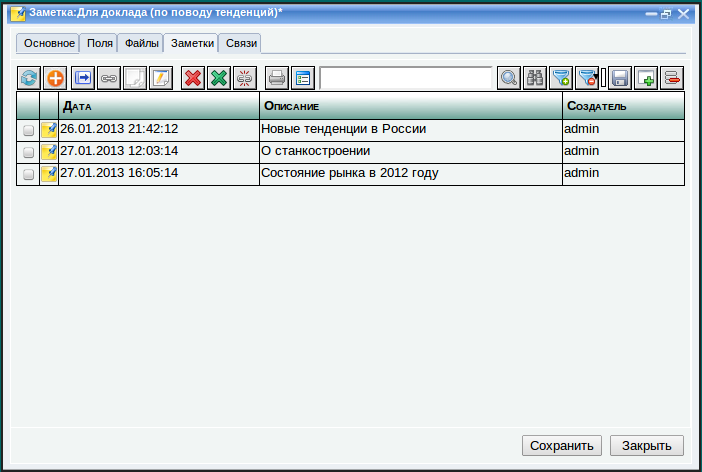 Заметка:Для доклада (по поводу тенденций)*
Основное Поля Файлы Заметки Связи
Дата Описание Создатель
26.01.2013 21:42:12 Новые тенденции в России admin
27.01.2013 12:03:14 О станкостроении admin
27.01.2013 16:05:14 Состояние рынка в 2012 году admin
Сохранить Закрыть